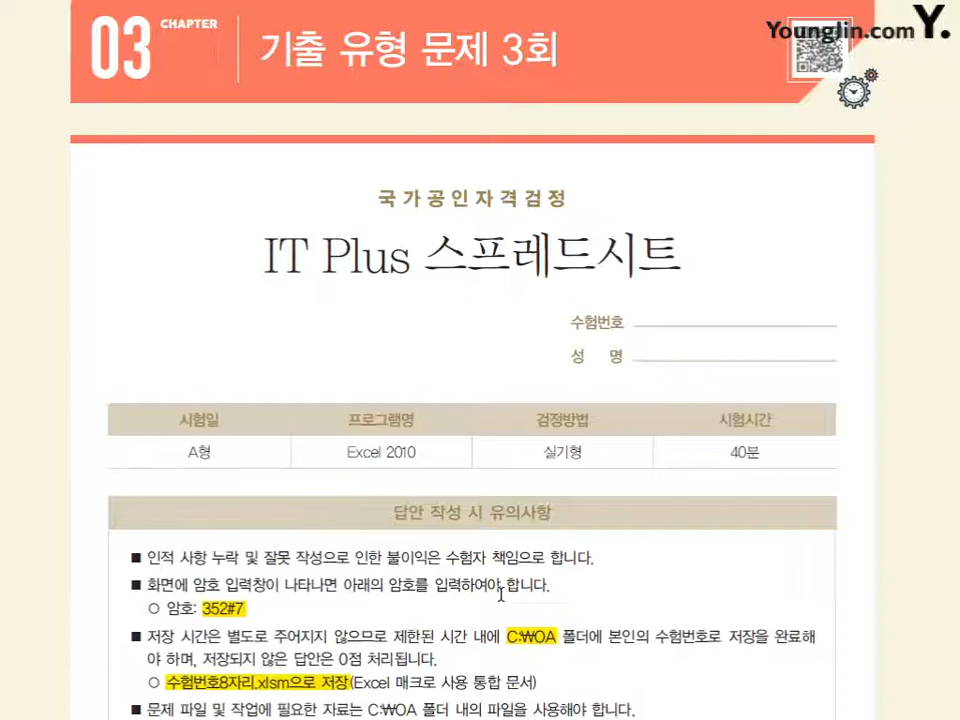 03 CHAPTER 기출 유형 문제 3회
Younglin.com Y.
국가공인자격검정
IT Plus 스프레드시트
수험번호
성 명
시험일 프로그램명 검정방법 시험시간
A형 Excel 2010 실기형 40분
답안 작성 시 유의사항
■ 인적 사항 누락 및 잘못 작성으로 인한 불이익은 수험자 책임으로 합니다.
■ 화면에 암호 입력창이 나타나면 아래의 암호를 입력하여야 합니다.
○ 암호: 352#7
■ 저장 시간은 별도로 주어지지 않으므로 제한된 시간 내에 C:₩OA 폴더에 본인의 수험번호로 저장을 완료해
야 하며, 저장되지 않은 답안은 0점 처리됩니다.
○ 수험번호8자리.xlsm으로 저장(Excel 매크로 사용 통합 문서)
■ 문제 파일 및 작업에 필요한 자료는 C:₩OA 폴더 내의 파일을 사용해야 합니다.